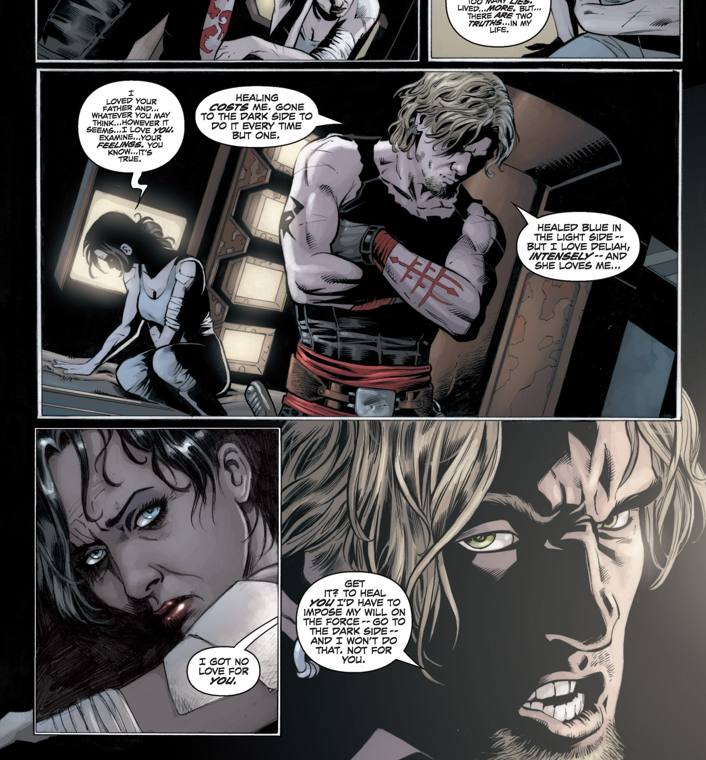 TOO MANY LIES.
LIVED...MORE. BUT...
THERE ARE TWO
TRUTHS...IN MY
LIFE.
I
LOVED YOUR
FATHER AND...
WHATEVER YOU MAY
THINK...HOWEVER IT
SEEMS...I LOVE YOU.
EXAMINE...YOUR
FEELINGS. YOU
KNOW...IT'S
TRUE.
HEALING
COSTS ME. GONE
TO THE DARK SIDE TO
DO IT EVERY TIME
BUT ONE.
HEALED BLUE IN
THE LIGHT SIDE --
BUT I LOVE DELIAH;
INTENSELY -- AND
SHE LOVES ME...
I GOT NO
LOVE FOR
YOU.
GET
IT? TO HEAL
YOU I'D HAVE TO
IMPOSE MY WILL ON
THE FORCE -- GO TO
THE DARK SIDE --
AND I WON'T DO
THAT. NOT FOR
YOU.